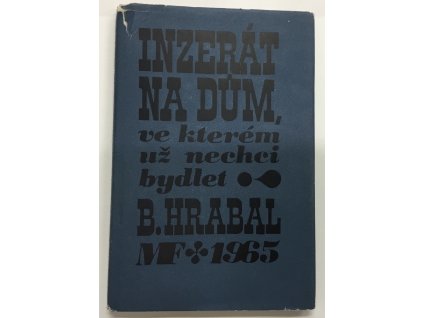 INZERÁT
NA DŮM,
ve kterém
už nechci
bydlet
B. HRABAL
MF 1965